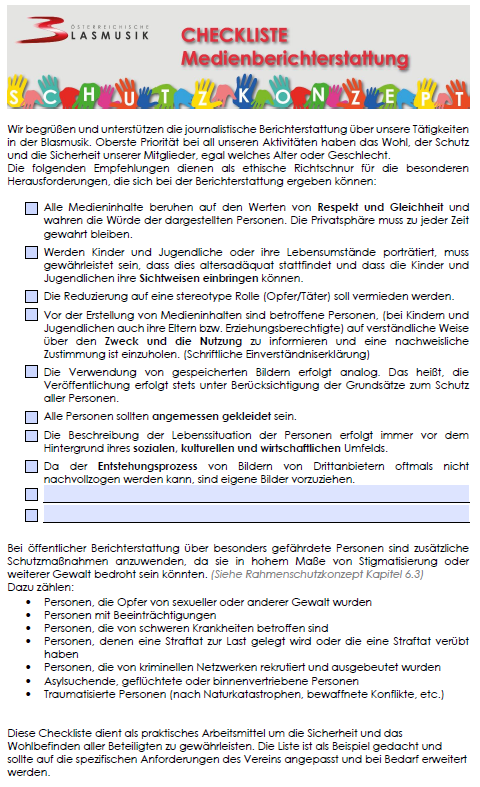 ÖSTERREICHISCHE
BLASMUSIK
CHECKLISTE
Medienberichterstattung
SCHUTZKONZEPT
Wir begrüßen und unterstützen die journalistische Berichterstattung über unsere Tätigkeiten
in der Blasmusik. Oberste Priorität bei all unseren Aktivitäten haben das Wohl, der Schutz
und die Sicherheit unserer Mitglieder, egal welches Alter oder Geschlecht.
Die folgenden Empfehlungen dienen als ethische Richtschnur für die besonderen
Herausforderungen, die sich bei der Berichterstattung ergeben können:
Alle Medieninhalte beruhen auf den Werten von Respekt und Gleichheit und
wahren die Würde der dargestellten Personen. Die Privatsphäre muss zu jeder Zeit
gewahrt bleiben.
Werden Kinder und Jugendliche oder ihre Lebensumstände porträtiert, muss
gewährleistet sein, dass dies altersadäquat stattfindet und dass die Kinder und
Jugendlichen ihre Sichtweisen einbringen können.
Die Reduzierung auf eine stereotype Rolle (Opfer/Täter) soll vermieden werden.
Vor der Erstellung von Medieninhalten sind betroffene Personen, (bei Kindern und
Jugendlichen auch ihre Eltern bzw. Erziehungsberechtigte) auf verständliche Weise
über den Zweck und die Nutzung zu informieren und eine nachweisliche
Zustimmung ist einzuholen. (Schriftliche Einverständniserklärung)
Die Verwendung von gespeicherten Bildern erfolgt analog. Das heißt, die
Veröffentlichung erfolgt stets unter Berücksichtigung der Grundsätze zum Schutz
aller Personen.
Alle Personen sollten angemessen gekleidet sein.
Die Beschreibung der Lebenssituation der Personen erfolgt immer vor dem
Hintergrund ihres sozialen, kulturellen und wirtschaftlichen Umfelds.
Da der Entstehungsprozess von Bildern von Drittanbietern oftmals nicht
nachvollzogen werden kann, sind eigene Bilder vorzuziehen.
Bei öffentlicher Berichterstattung über besonders gefährdete Personen sind zusätzliche
Schutzmaßnahmen anzuwenden, da sie in hohem Maße von Stigmatisierung oder
weiterer Gewalt bedroht sein könnten. (Siehe Rahmenschutzkonzept Kapitel 6.3)
Dazu zählen:
• Personen, die Opfer von sexueller oder anderer Gewalt wurden
• Personen mit Beeinträchtigungen
• Personen, die von schweren Krankheiten betroffen sind
• Personen, denen eine Straftat zur Last gelegt wird oder die eine Straftat verübt
haben
• Personen, die von kriminellen Netzwerken rekrutiert und ausgebeutet wurden
• Asylsuchende, geflüchtete oder binnenvertriebene Personen
• Traumatisierte Personen (nach Naturkatastrophen, bewaffnete Konflikte, etc.)
Diese Checkliste dient als praktisches Arbeitsmittel um die Sicherheit und das
Wohlbefinden aller Beteiligten zu gewährleisten. Die Liste ist als Beispiel gedacht und
sollte auf die spezifischen Anforderungen des Vereins angepasst und bei Bedarf erweitert
werden.